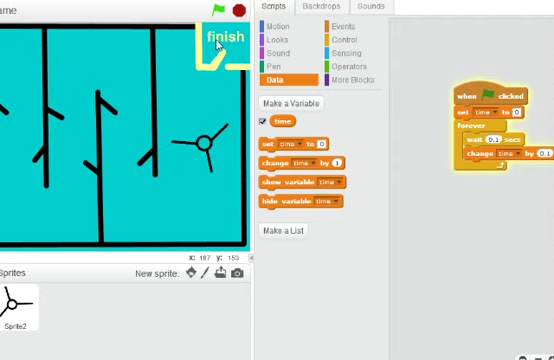 ame
Scripts
Backdrops
Sounds
finish
Motion
Events
Looks
Control
Sound
Sensing
Pen
Operators
Data
More Blocks
Make a Variable
time
set time to 0
change time by 1
show variable time
hide variable time
Make a List
when clicked
set time to 0
forever
wait 0.1 secs
change time by 0.1
x: 187 y: 153
Sprites
New sprite:
Sprite2